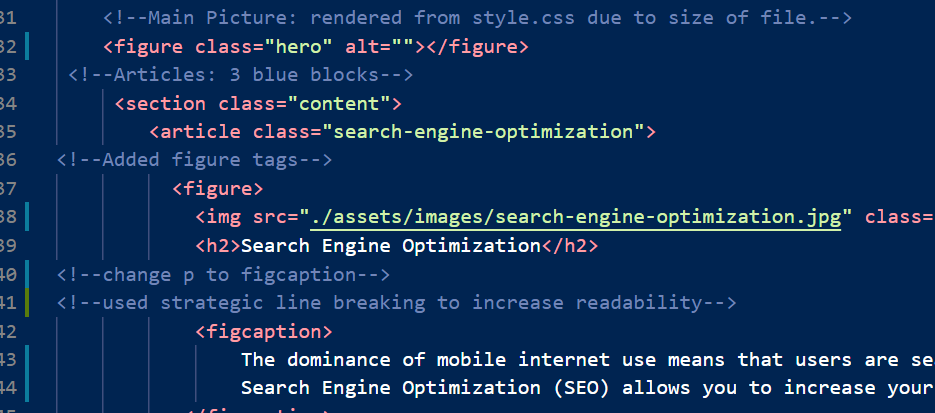 31 <!--Main Picture: rendered from style.css due to size of file.-->
32 <figure class="hero" alt=""></figure>
33 <!--Articles: 3 blue blocks-->
34 <section class="content">
35 <article class="search-engine-optimization">
36 <!--Added figure tags-->
37 <figure>
38 <img src="./assets/images/search-engine-optimization.jpg" class=
39 <h2>Search Engine Optimization</h2>
40 <!--change p to figcaption-->
41 <!--used strategic line breaking to increase readability-->
42 <figcaption>
43 The dominance of mobile internet use means that users are se
44 Search Engine Optimization (SEO) allows you to increase your